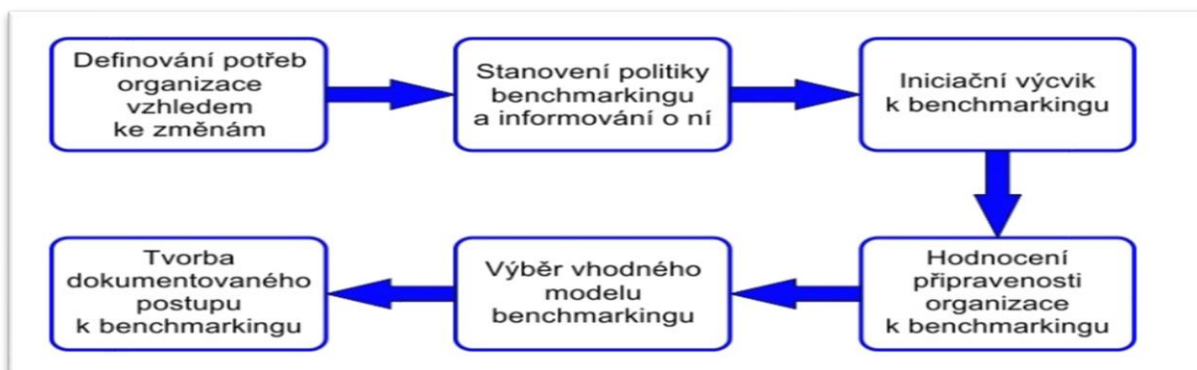 Definování potřeb
organizace
vzhledem
ke změnám
Stanovení politiky
benchmarkingu
a informování o ní
Iniciační výcvik
k benchmarkingu
Hodnocení
připravenosti
organizace
k benchmarkingu
Výběr vhodného
modelu
benchmarkingu
Tvorba
dokumentovaného
postupu
k benchmarkingu